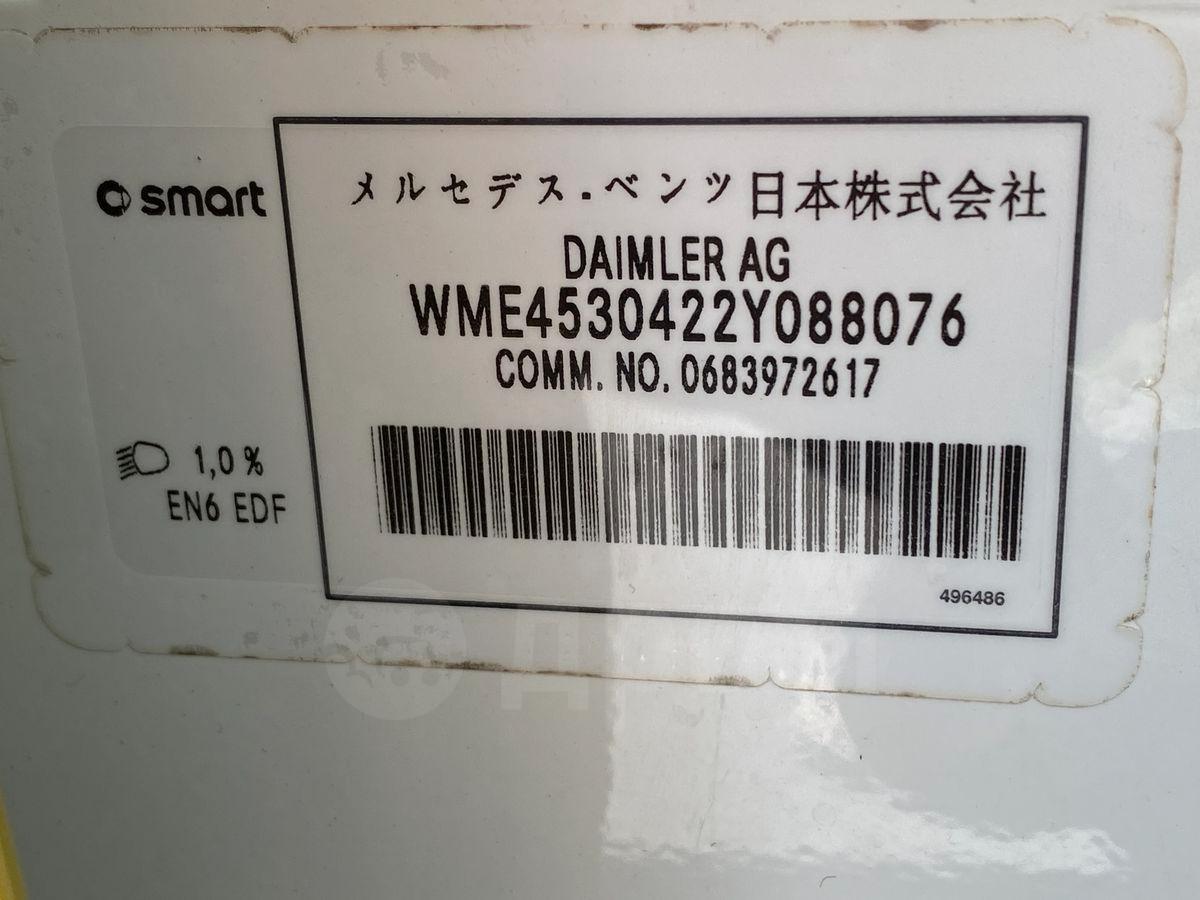 smart
メルセデス・ベンツ日本株式会社
DAIMLER AG
WME4530422Y088076
COMM. NO. 0683972617
1,0 %
EN6 EDF
496486